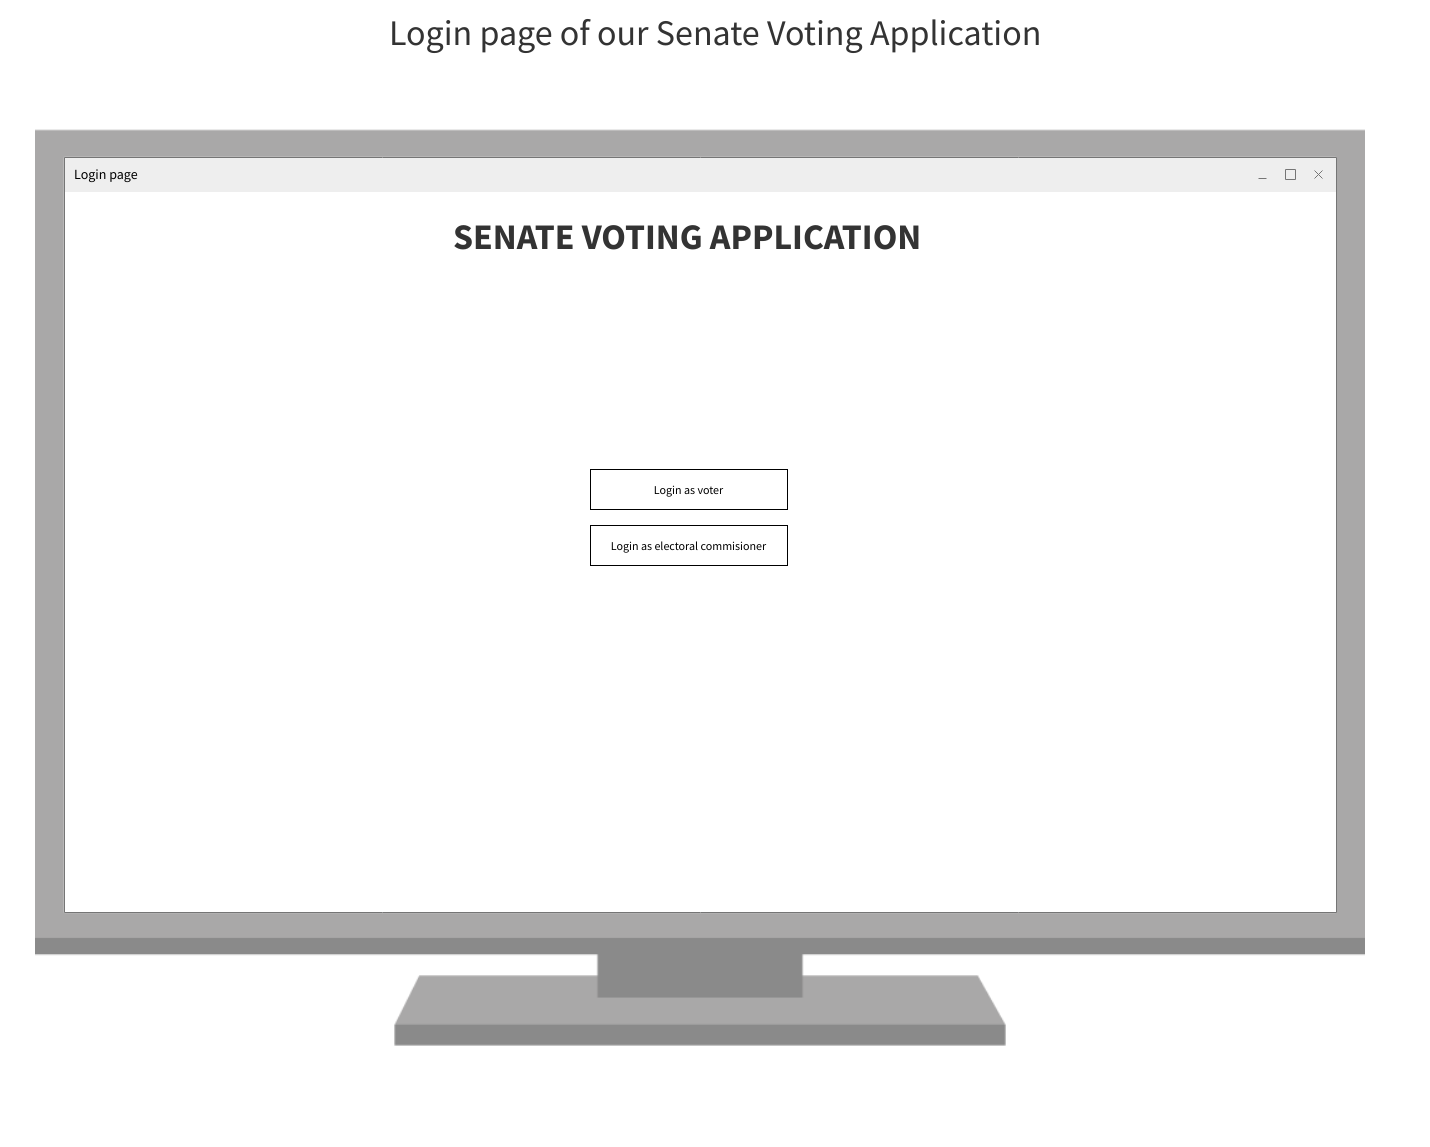 Login page of our Senate Voting Application
Login page
SENATE VOTING APPLICATION
Login as voter
Login as electoral commisioner